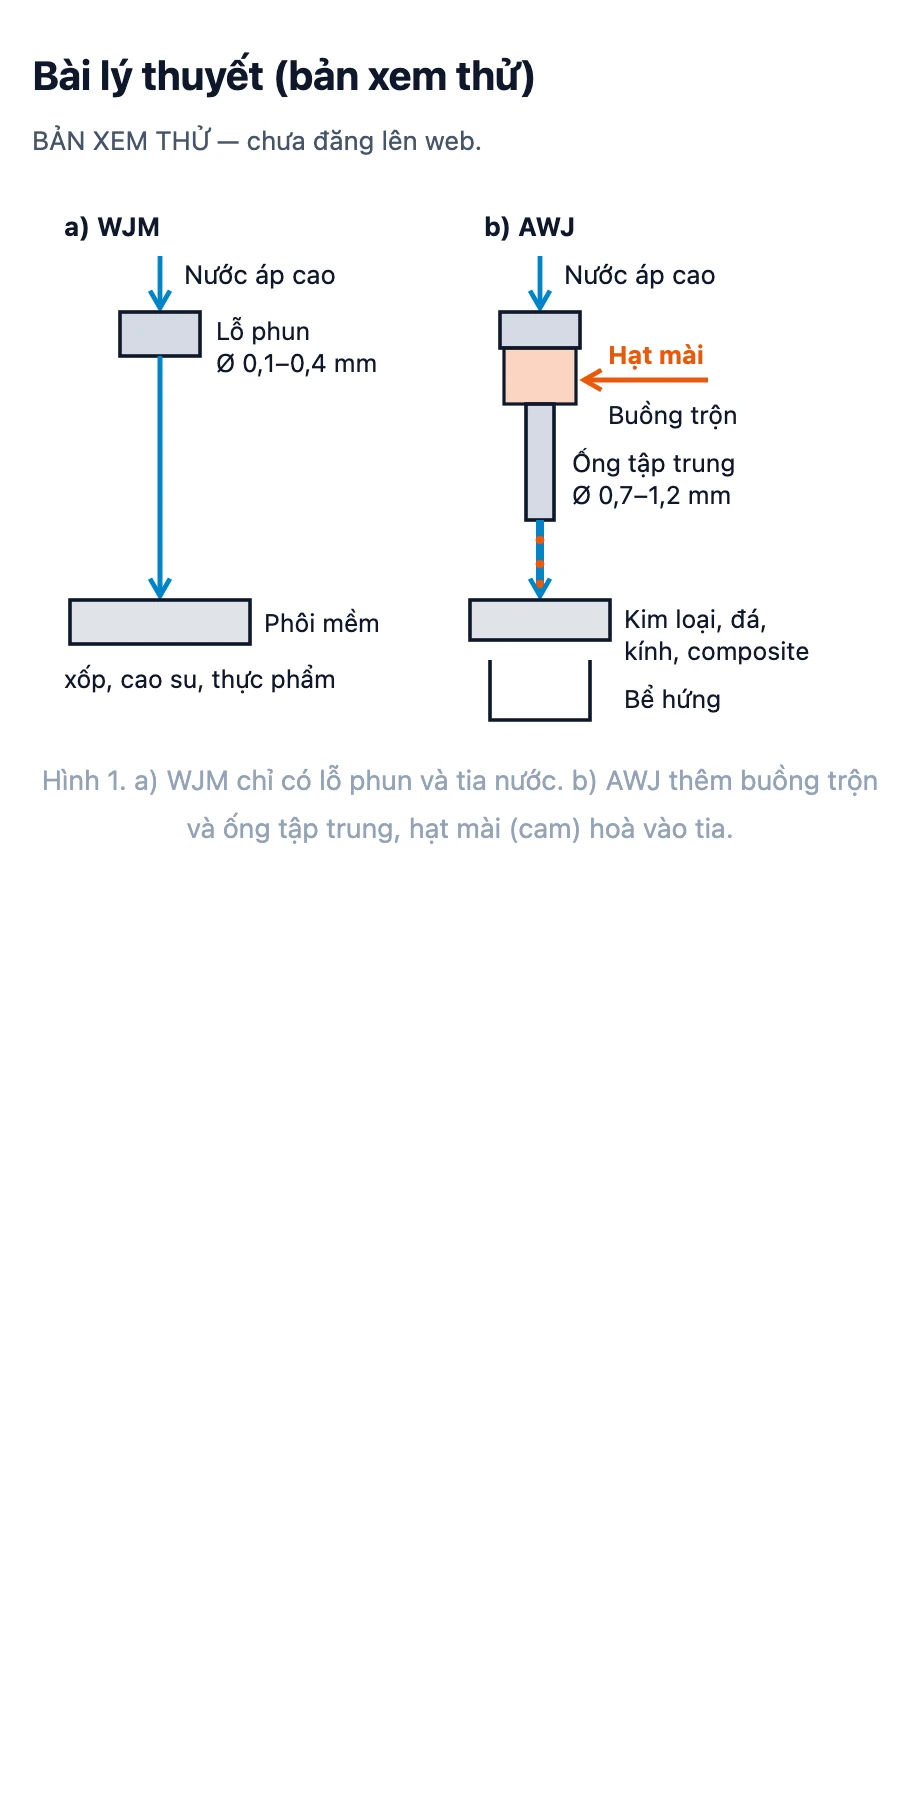 Bài lý thuyết (bản xem thử)
BẢN XEM THỬ — chưa đăng lên web.
a) WJM
Nước áp cao
Lỗ phun
Ø 0,1–0,4 mm
Phôi mềm
xốp, cao su, thực phẩm
b) AWJ
Nước áp cao
Hạt mài
Buồng trộn
Ống tập trung
Ø 0,7–1,2 mm
Kim loại, đá,
kính, composite
Bể hứng
Hình 1. a) WJM chỉ có lỗ phun và tia nước. b) AWJ thêm buồng trộn
và ống tập trung, hạt mài (cam) hoà vào tia.